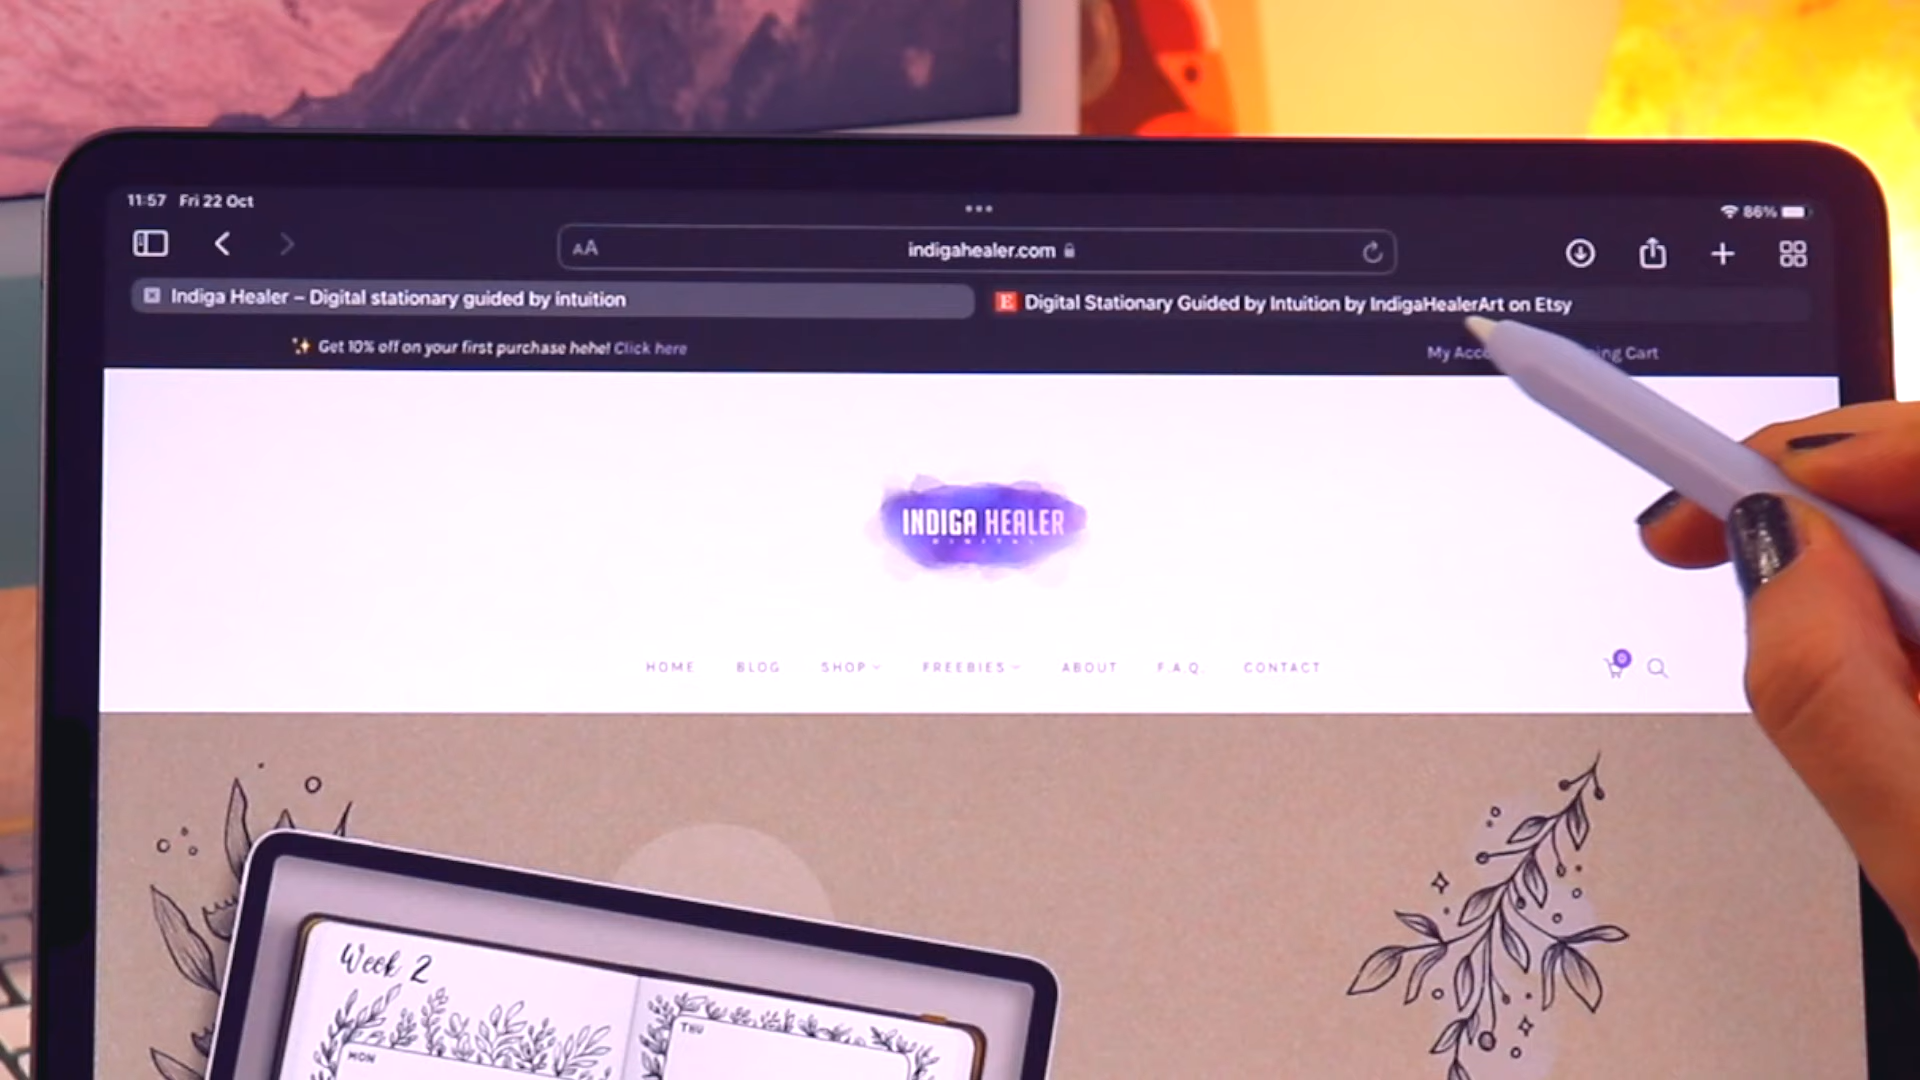 11:57 Fri 22 Oct
86%
AA indigahealer.com
Indiga Healer – Digital stationary guided by intuition
E Digital Stationary Guided by Intuition by IndigaHealerArt on Etsy
Get 10% off on your first purchase hehe! Click here
My Cart
INDIGA HEALER
DIGITAL
HOME BLOG SHOP FREEBIES ABOUT F.A.Q. CONTACT
0
Week 2
MON
THU